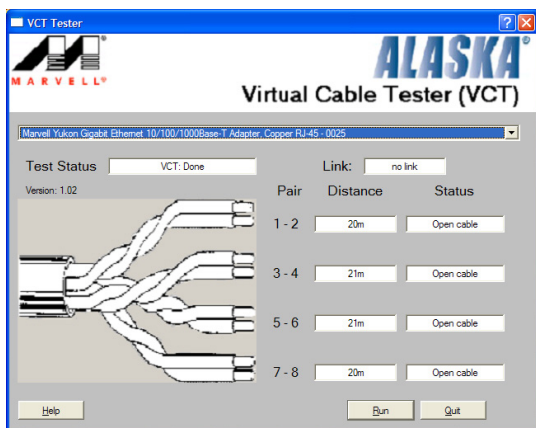 VCT Tester
MARVELL®
ALASKA®
Virtual Cable Tester (VCT)
Marvell Yukon Gigabit Ethernet 10/100/1000Base-T Adapter, Copper RJ-45 - 0025
Test Status VCT: Done Link: no link
Version: 1.02 Pair Distance Status
1 - 2 20m Open cable
3 - 4 21m Open cable
5 - 6 21m Open cable
7 - 8 20m Open cable
Help Run Quit